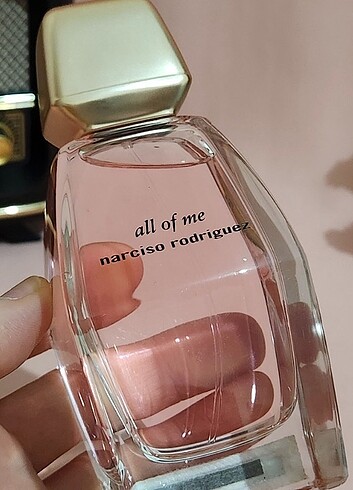 all of me
narciso rodriguez